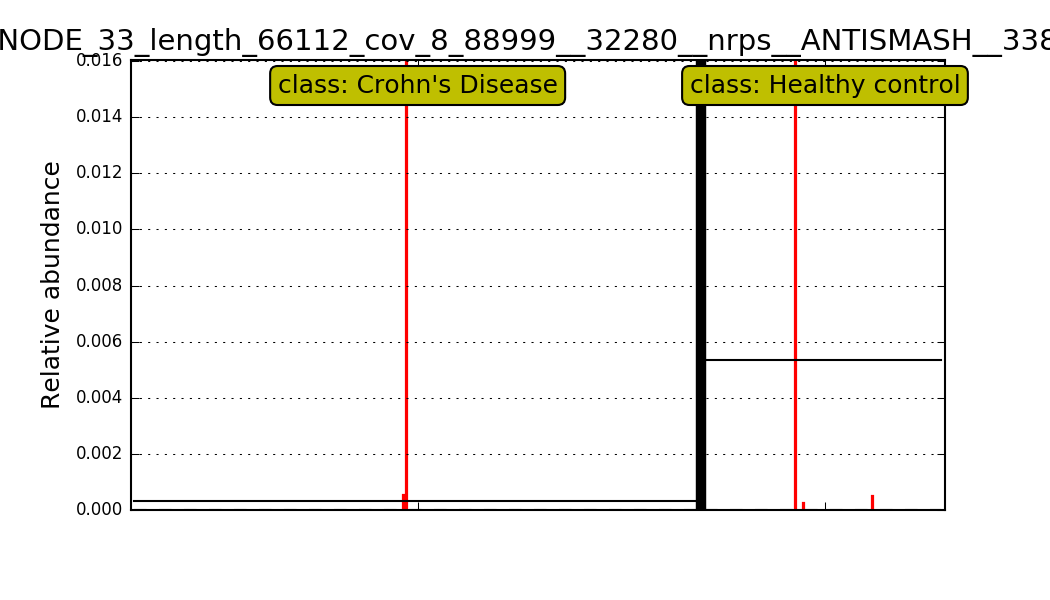 NODE_33_length_66112_cov_8_88999__32280__nrps__ANTISMASH__338
class: Crohn's Disease
class: Healthy control
Relative abundance
0.016
0.014
0.012
0.010
0.008
0.006
0.004
0.002
0.000